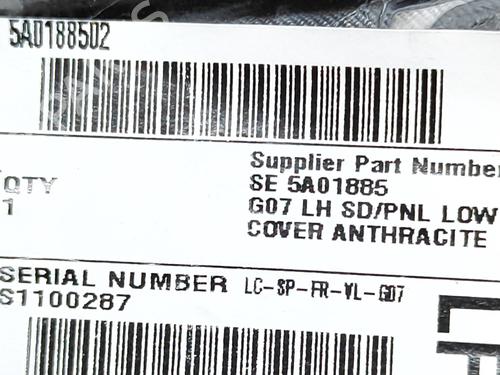 5A0188502
Supplier Part Number
QTY
SE 5A01885
1
G07 LH SD/PNL LOW
COVER ANTHRACITE
SERIAL NUMBER LC-SP-FR-VL-G07
S1100287